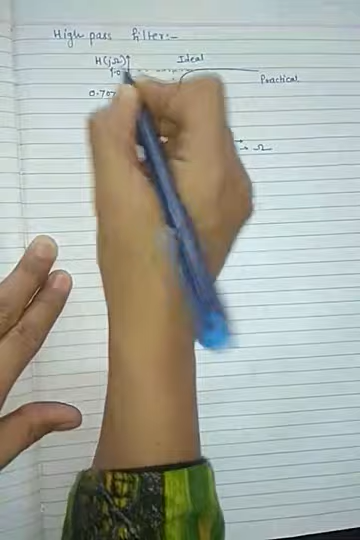 High pass filter:-
H(jΩ)
Ideal
1.0
Practical
0.707
→ Ω